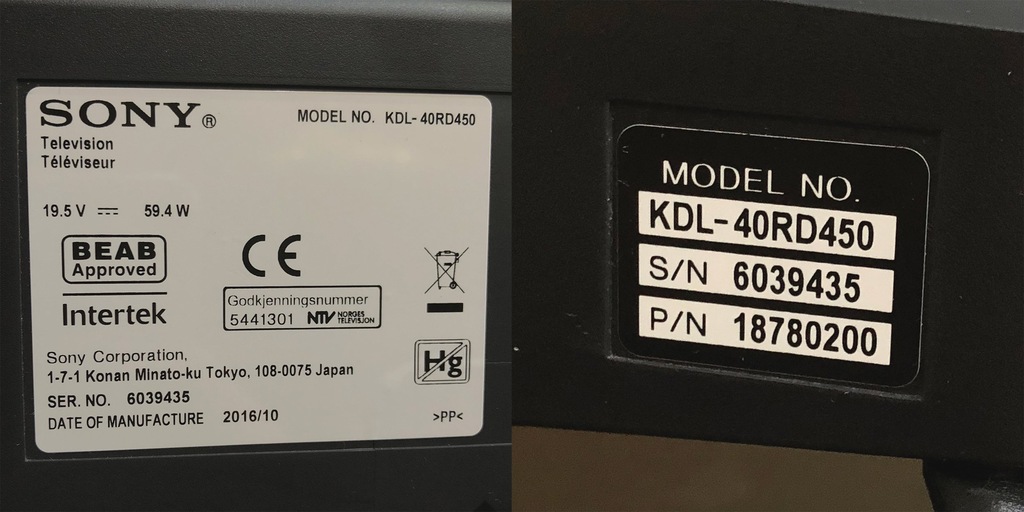 SONY®
MODEL NO. KDL-40RD450
Television
Téléviseur
19.5 V 59.4 W
BEAB
Approved
Intertek
CE
Godkjenningsnummer
5441301 NTV NORGES TELEVISJON
Hg
Sony Corporation,
1-7-1 Konan Minato-ku Tokyo, 108-0075 Japan
SER. NO. 6039435
DATE OF MANUFACTURE 2016/10
>PP<
MODEL NO.
KDL-40RD450
S/N 6039435
P/N 18780200